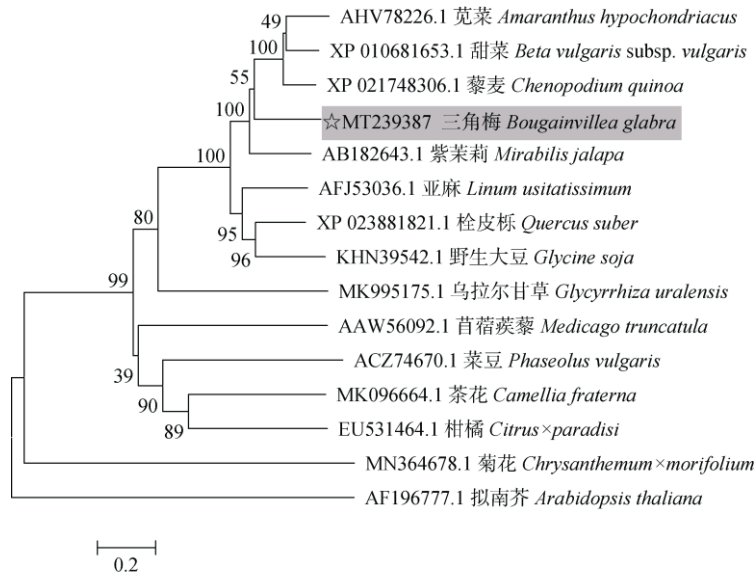 49
AHV78226.1 苋菜 Amaranthus hypochondriacus
100
XP 010681653.1 甜菜 Beta vulgaris subsp. vulgaris
55
XP 021748306.1 藜麦 Chenopodium quinoa
100
☆MT239387 三角梅 Bougainvillea glabra
100
AB182643.1 紫茉莉 Mirabilis jalapa
AFJ53036.1 亚麻 Linum usitatissimum
80
XP 023881821.1 栓皮栎 Quercus suber
95
96
KHN39542.1 野生大豆 Glycine soja
99
MK995175.1 乌拉尔甘草 Glycyrrhiza uralensis
AAW56092.1 苜蓿蒺藜 Medicago truncatula
39
ACZ74670.1 菜豆 Phaseolus vulgaris
90
MK096664.1 茶花 Camellia fraterna
89
EU531464.1 柑橘 Citrus×paradisi
MN364678.1 菊花 Chrysanthemum×morifolium
AF196777.1 拟南芥 Arabidopsis thaliana
0.2